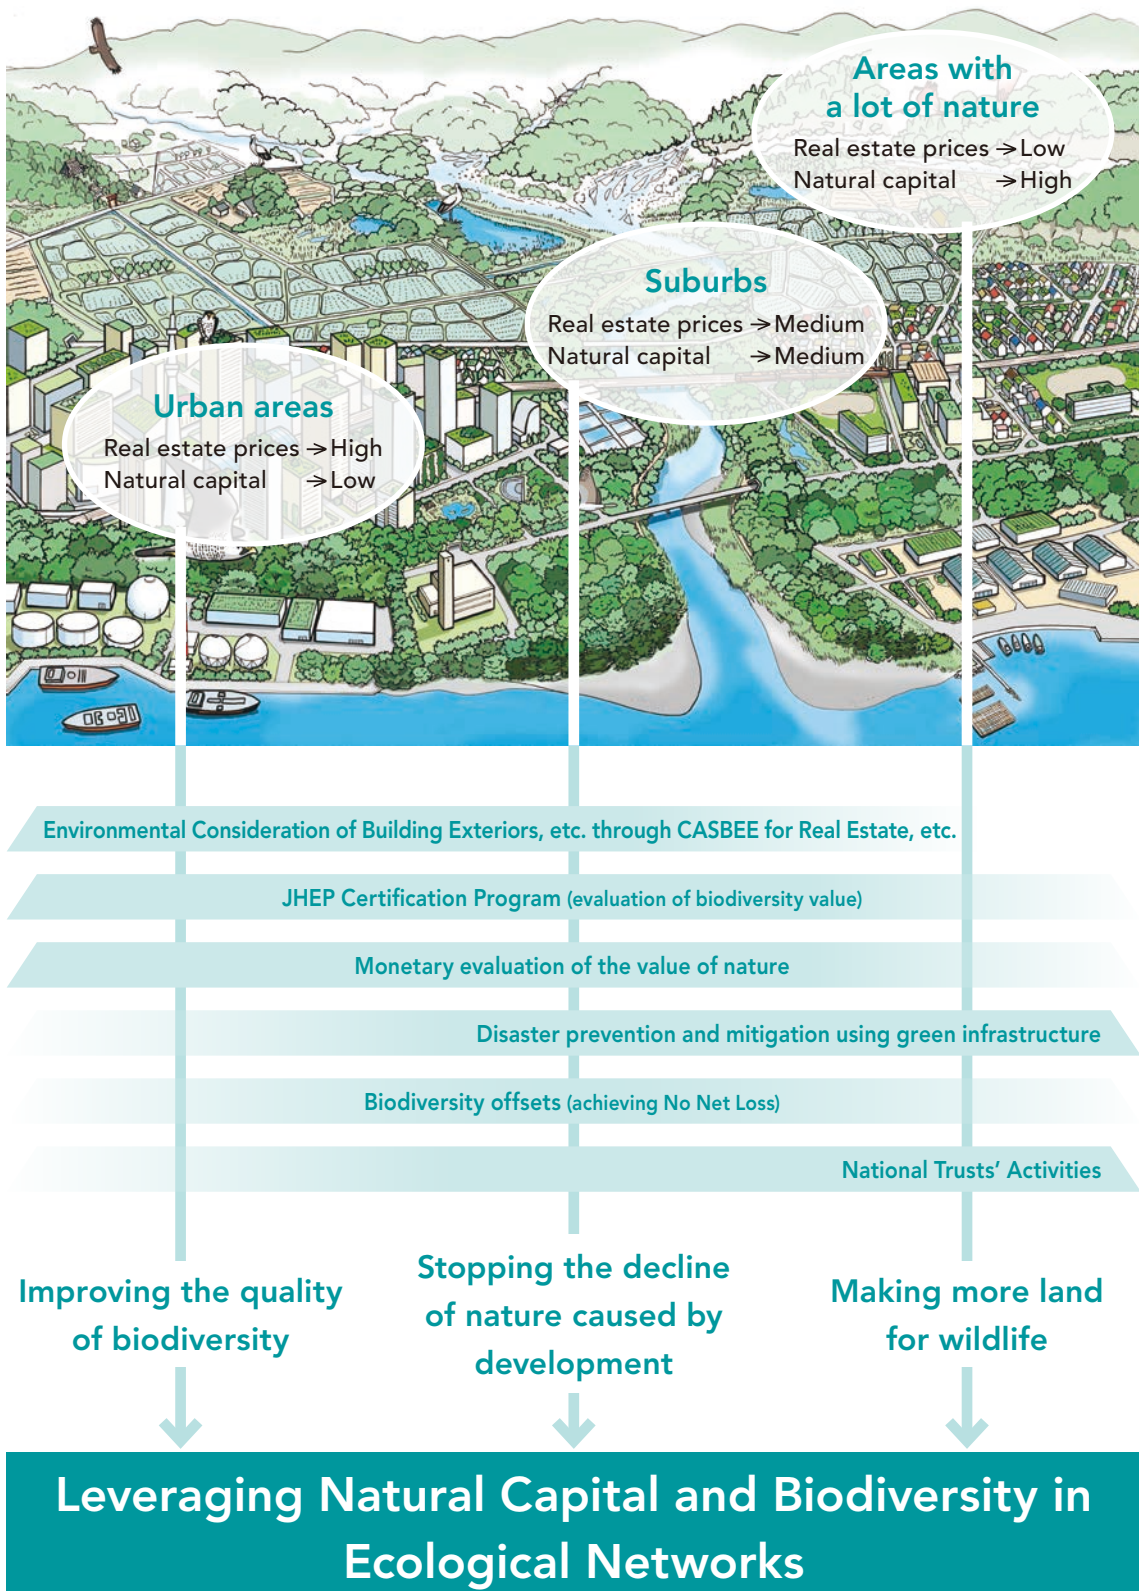 Areas with
a lot of nature
Real estate prices → Low
Natural capital → High
Suburbs
Real estate prices → Medium
Natural capital → Medium
Urban areas
Real estate prices → High
Natural capital → Low
Environmental Consideration of Building Exteriors, etc. through CASBEE for Real Estate, etc.
JHEP Certification Program (evaluation of biodiversity value)
Monetary evaluation of the value of nature
Disaster prevention and mitigation using green infrastructure
Biodiversity offsets (achieving No Net Loss)
National Trusts’ Activities
Improving the quality
of biodiversity
Stopping the decline
of nature caused by
development
Making more land
for wildlife
Leveraging Natural Capital and Biodiversity in
Ecological Networks